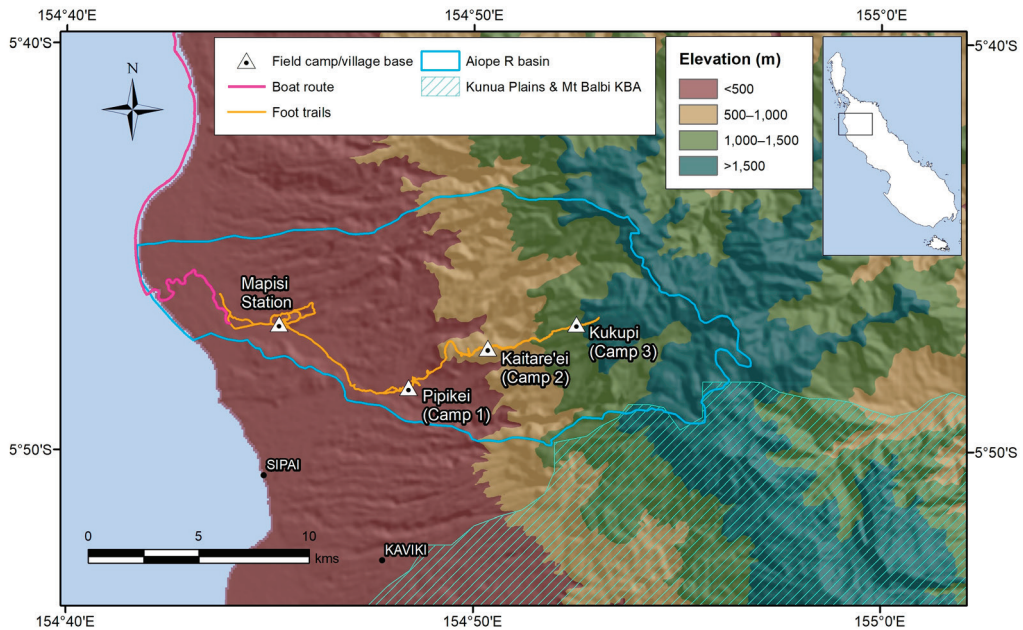 154°40'E
154°50'E
155°0'E
5°40'S
5°40'S
N
Field camp/village base
Boat route
Foot trails
Aiope R basin
Kunua Plains & Mt Balbi KBA
Elevation (m)
<500
500–1,000
1,000–1,500
>1,500
Mapisi
Station
Kukupi
(Camp 3)
Kaitare'ei
(Camp 2)
Pipikei
(Camp 1)
5°50'S
5°50'S
SIPAI
KAVIKI
0
5
10
kms
154°40'E
154°50'E
155°0'E